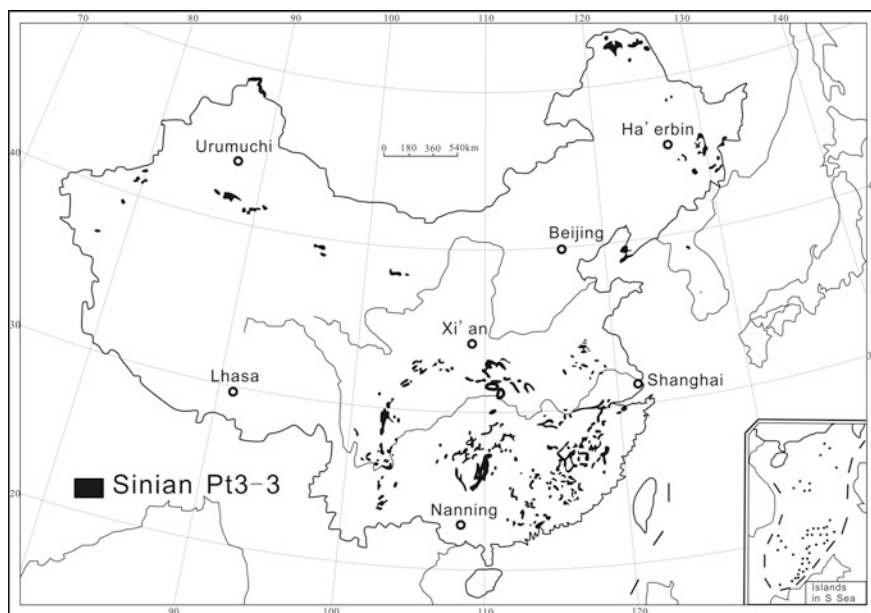 70
80
90
100
110
120
130
140
Ha' erbin
Urumuchi
0 180 360 540km
40
Beijing
Xi' an
30
Lhasa
Shanghai
Sinian Pt3-3
20
Nanning
Islands
in S Sea
90
100
110
120